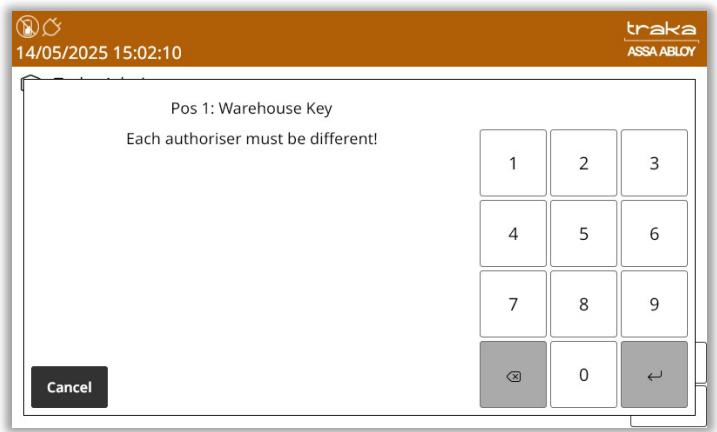 traka
14/05/2025 15:02:10
ASSA ABLOY
Pos 1: Warehouse Key
Each authoriser must be different!
1 2 3
4 5 6
7 8 9
0
Cancel